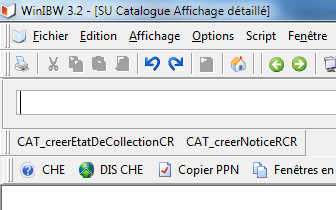 WinIBW 3.2 - [SU Catalogue Affichage détaillé]
Fichier Edition Affichage Options Script Fenêtre
CAT_creerEtatDeCollectionCR CAT_creerNoticeRCR
CHE DIS CHE Copier PPN Fenêtres en